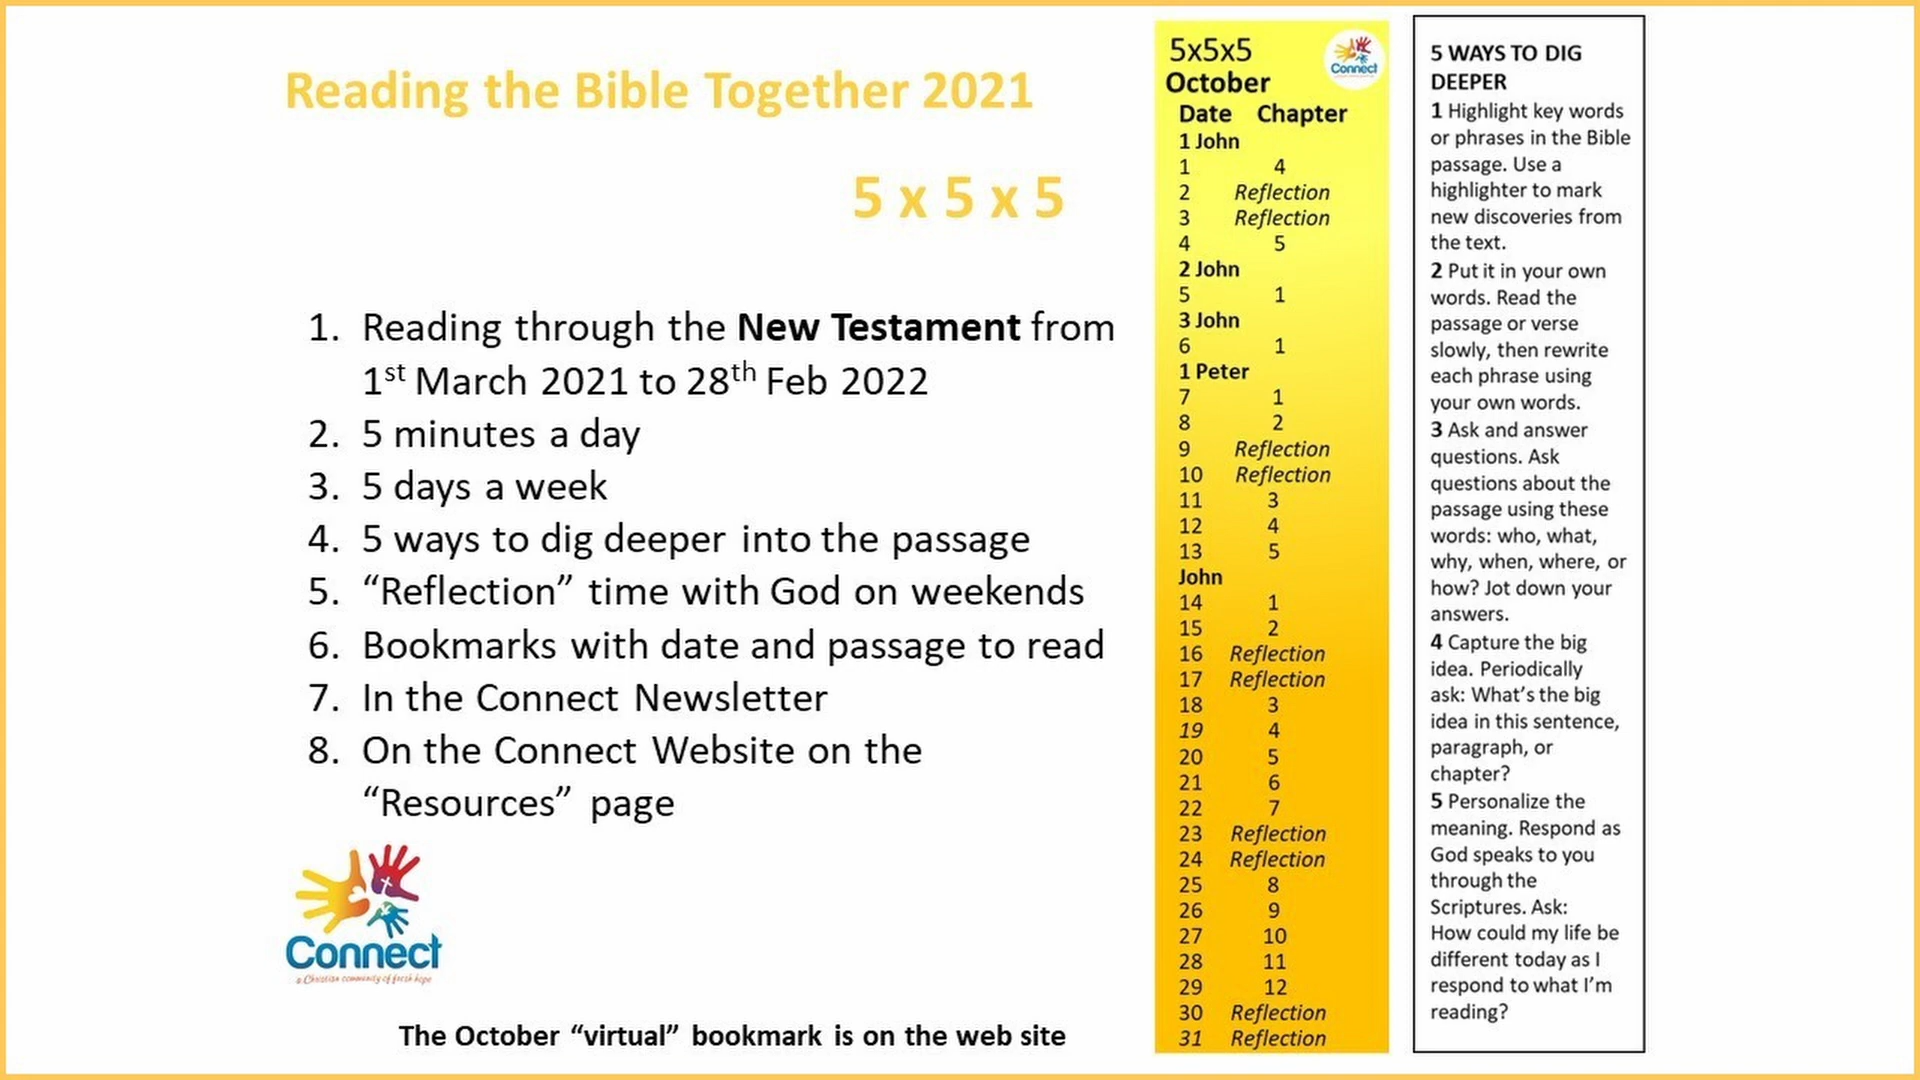 Reading the Bible Together 2021
5 x 5 x 5
1. Reading through the New Testament from
1st March 2021 to 28th Feb 2022
2. 5 minutes a day
3. 5 days a week
4. 5 ways to dig deeper into the passage
5. “Reflection” time with God on weekends
6. Bookmarks with date and passage to read
7. In the Connect Newsletter
8. On the Connect Website on the
“Resources” page
Connect
a Christian community of fresh hope
The October “virtual” bookmark is on the web site
5x5x5
Connect
October
Date Chapter
1 John
1 4
2 Reflection
3 Reflection
4 5
2 John
5 1
3 John
6 1
1 Peter
7 1
8 2
9 Reflection
10 Reflection
11 3
12 4
13 5
John
14 1
15 2
16 Reflection
17 Reflection
18 3
19 4
20 5
21 6
22 7
23 Reflection
24 Reflection
25 8
26 9
27 10
28 11
29 12
30 Reflection
31 Reflection
5 WAYS TO DIG
DEEPER
1 Highlight key words
or phrases in the Bible
passage. Use a
highlighter to mark
new discoveries from
the text.
2 Put it in your own
words. Read the
passage or verse
slowly, then rewrite
each phrase using
your own words.
3 Ask and answer
questions. Ask
questions about the
passage using these
words: who, what,
why, when, where, or
how? Jot down your
answers.
4 Capture the big
idea. Periodically
ask: What’s the big
idea in this sentence,
paragraph, or
chapter?
5 Personalize the
meaning. Respond as
God speaks to you
through the
Scriptures. Ask:
How could my life be
different today as I
respond to what I’m
reading?